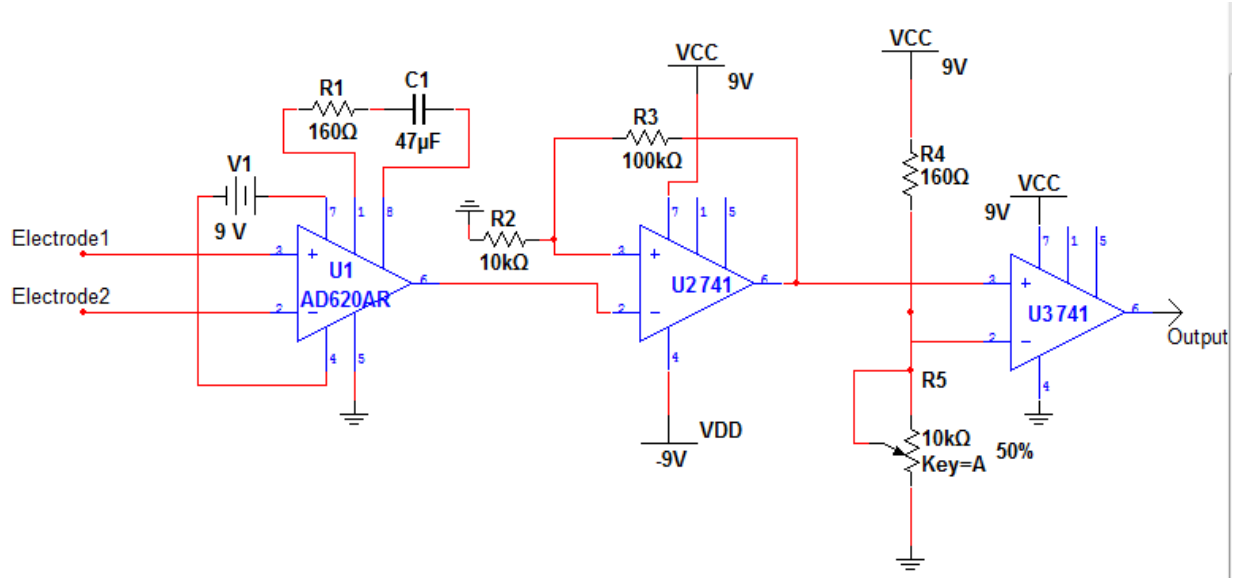 R1
160Ω
C1
47µF
V1
9 V
Electrode1
Electrode2
7
1
8
3
+
2
−
U1
AD620AR
6
4
5
R2
10kΩ
R3
100kΩ
VCC
9V
7
1
5
3
+
2
−
U2 741
6
4
VDD
-9V
VCC
9V
R4
160Ω
VCC
9V
7
1
5
3
+
2
−
U3 741
6
4
Output
R5
10kΩ
Key=A
50%